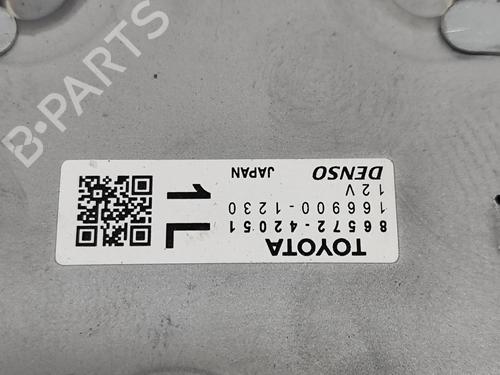 TOYOTA
86572-42051
166900-1230
12V
DENSO
JAPAN
1L
B-PARTS